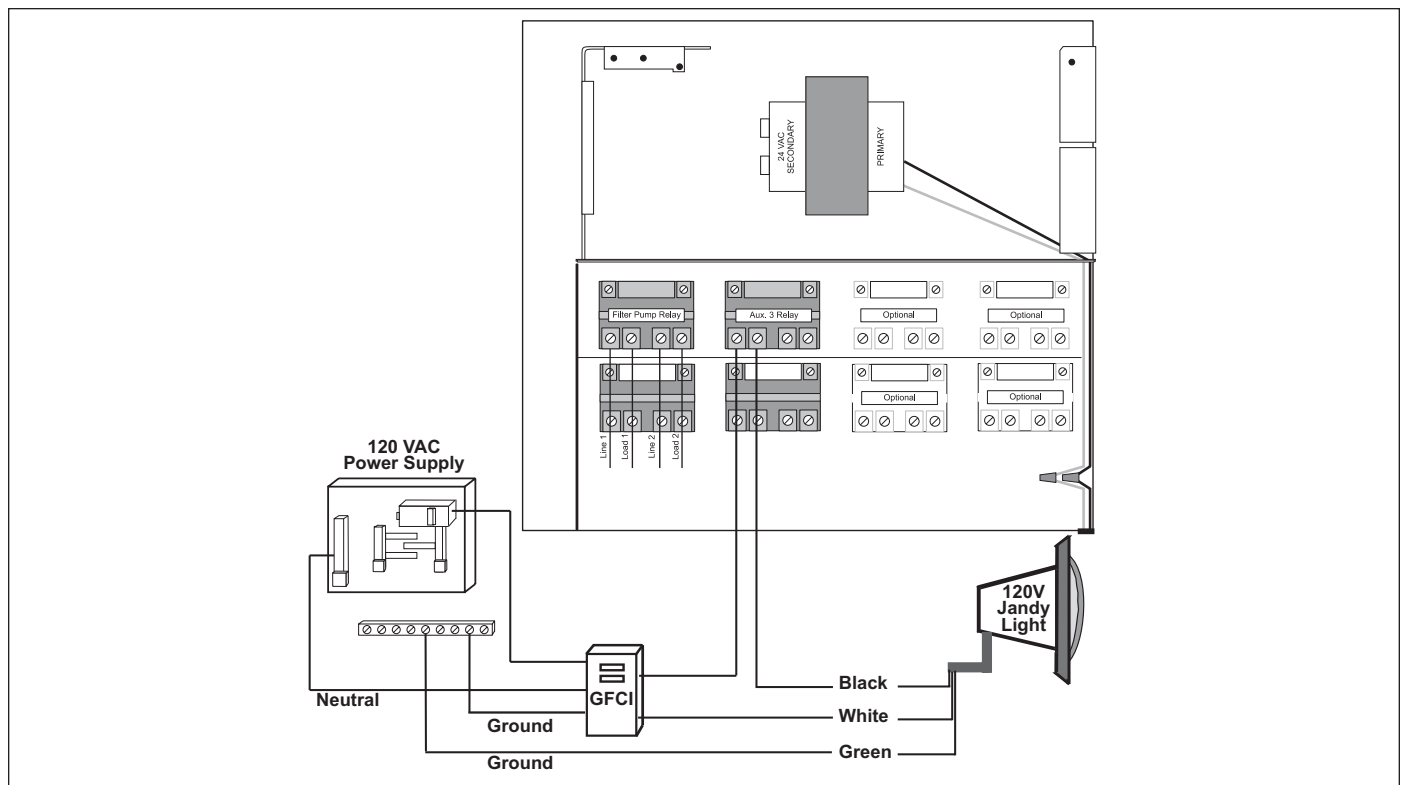 24 VAC
SECONDARY
PRIMARY
Filter Pump Relay
Aux. 3 Relay
Optional
Optional
Optional
Optional
Line 1
Load 1
Line 2
Load 2
120 VAC
Power Supply
120V
Jandy
Light
GFCI
Neutral
Ground
Ground
Black
White
Green